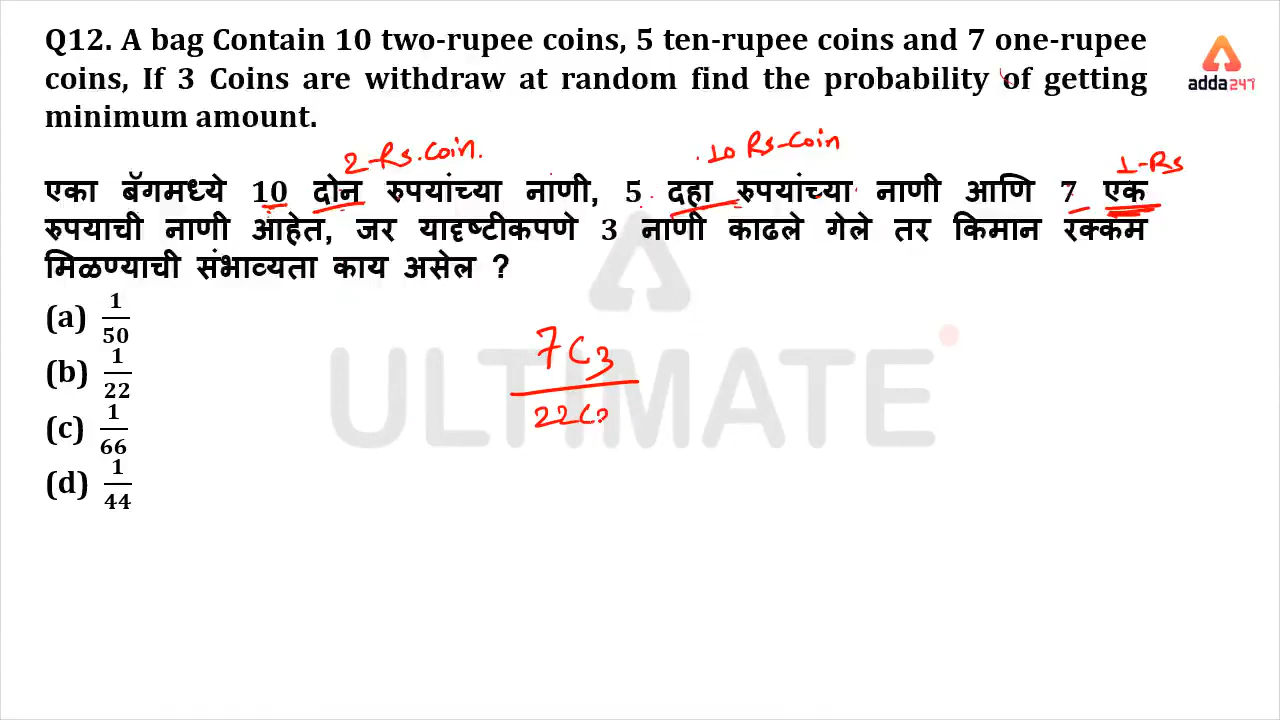 Q12. A bag Contain 10 two-rupee coins, 5 ten-rupee coins and 7 one-rupee
coins, If 3 Coins are withdraw at random find the probability of getting
minimum amount.
adda247
2-Rs.Coin.
10 Rs-Coin
1-Rs
एका बॅगमध्ये 10 दोन रुपयांच्या नाणी, 5 दहा रुपयांच्या नाणी आणि 7 एक
रुपयाची नाणी आहेत, जर यादृष्टीकपणे 3 नाणी काढले गेले तर किमान रक्कम
मिळण्याची संभाव्यता काय असेल ?
(a) 1/50
(b) 1/22
(c) 1/66
(d) 1/44
7C3
22C3
ULTIMATE